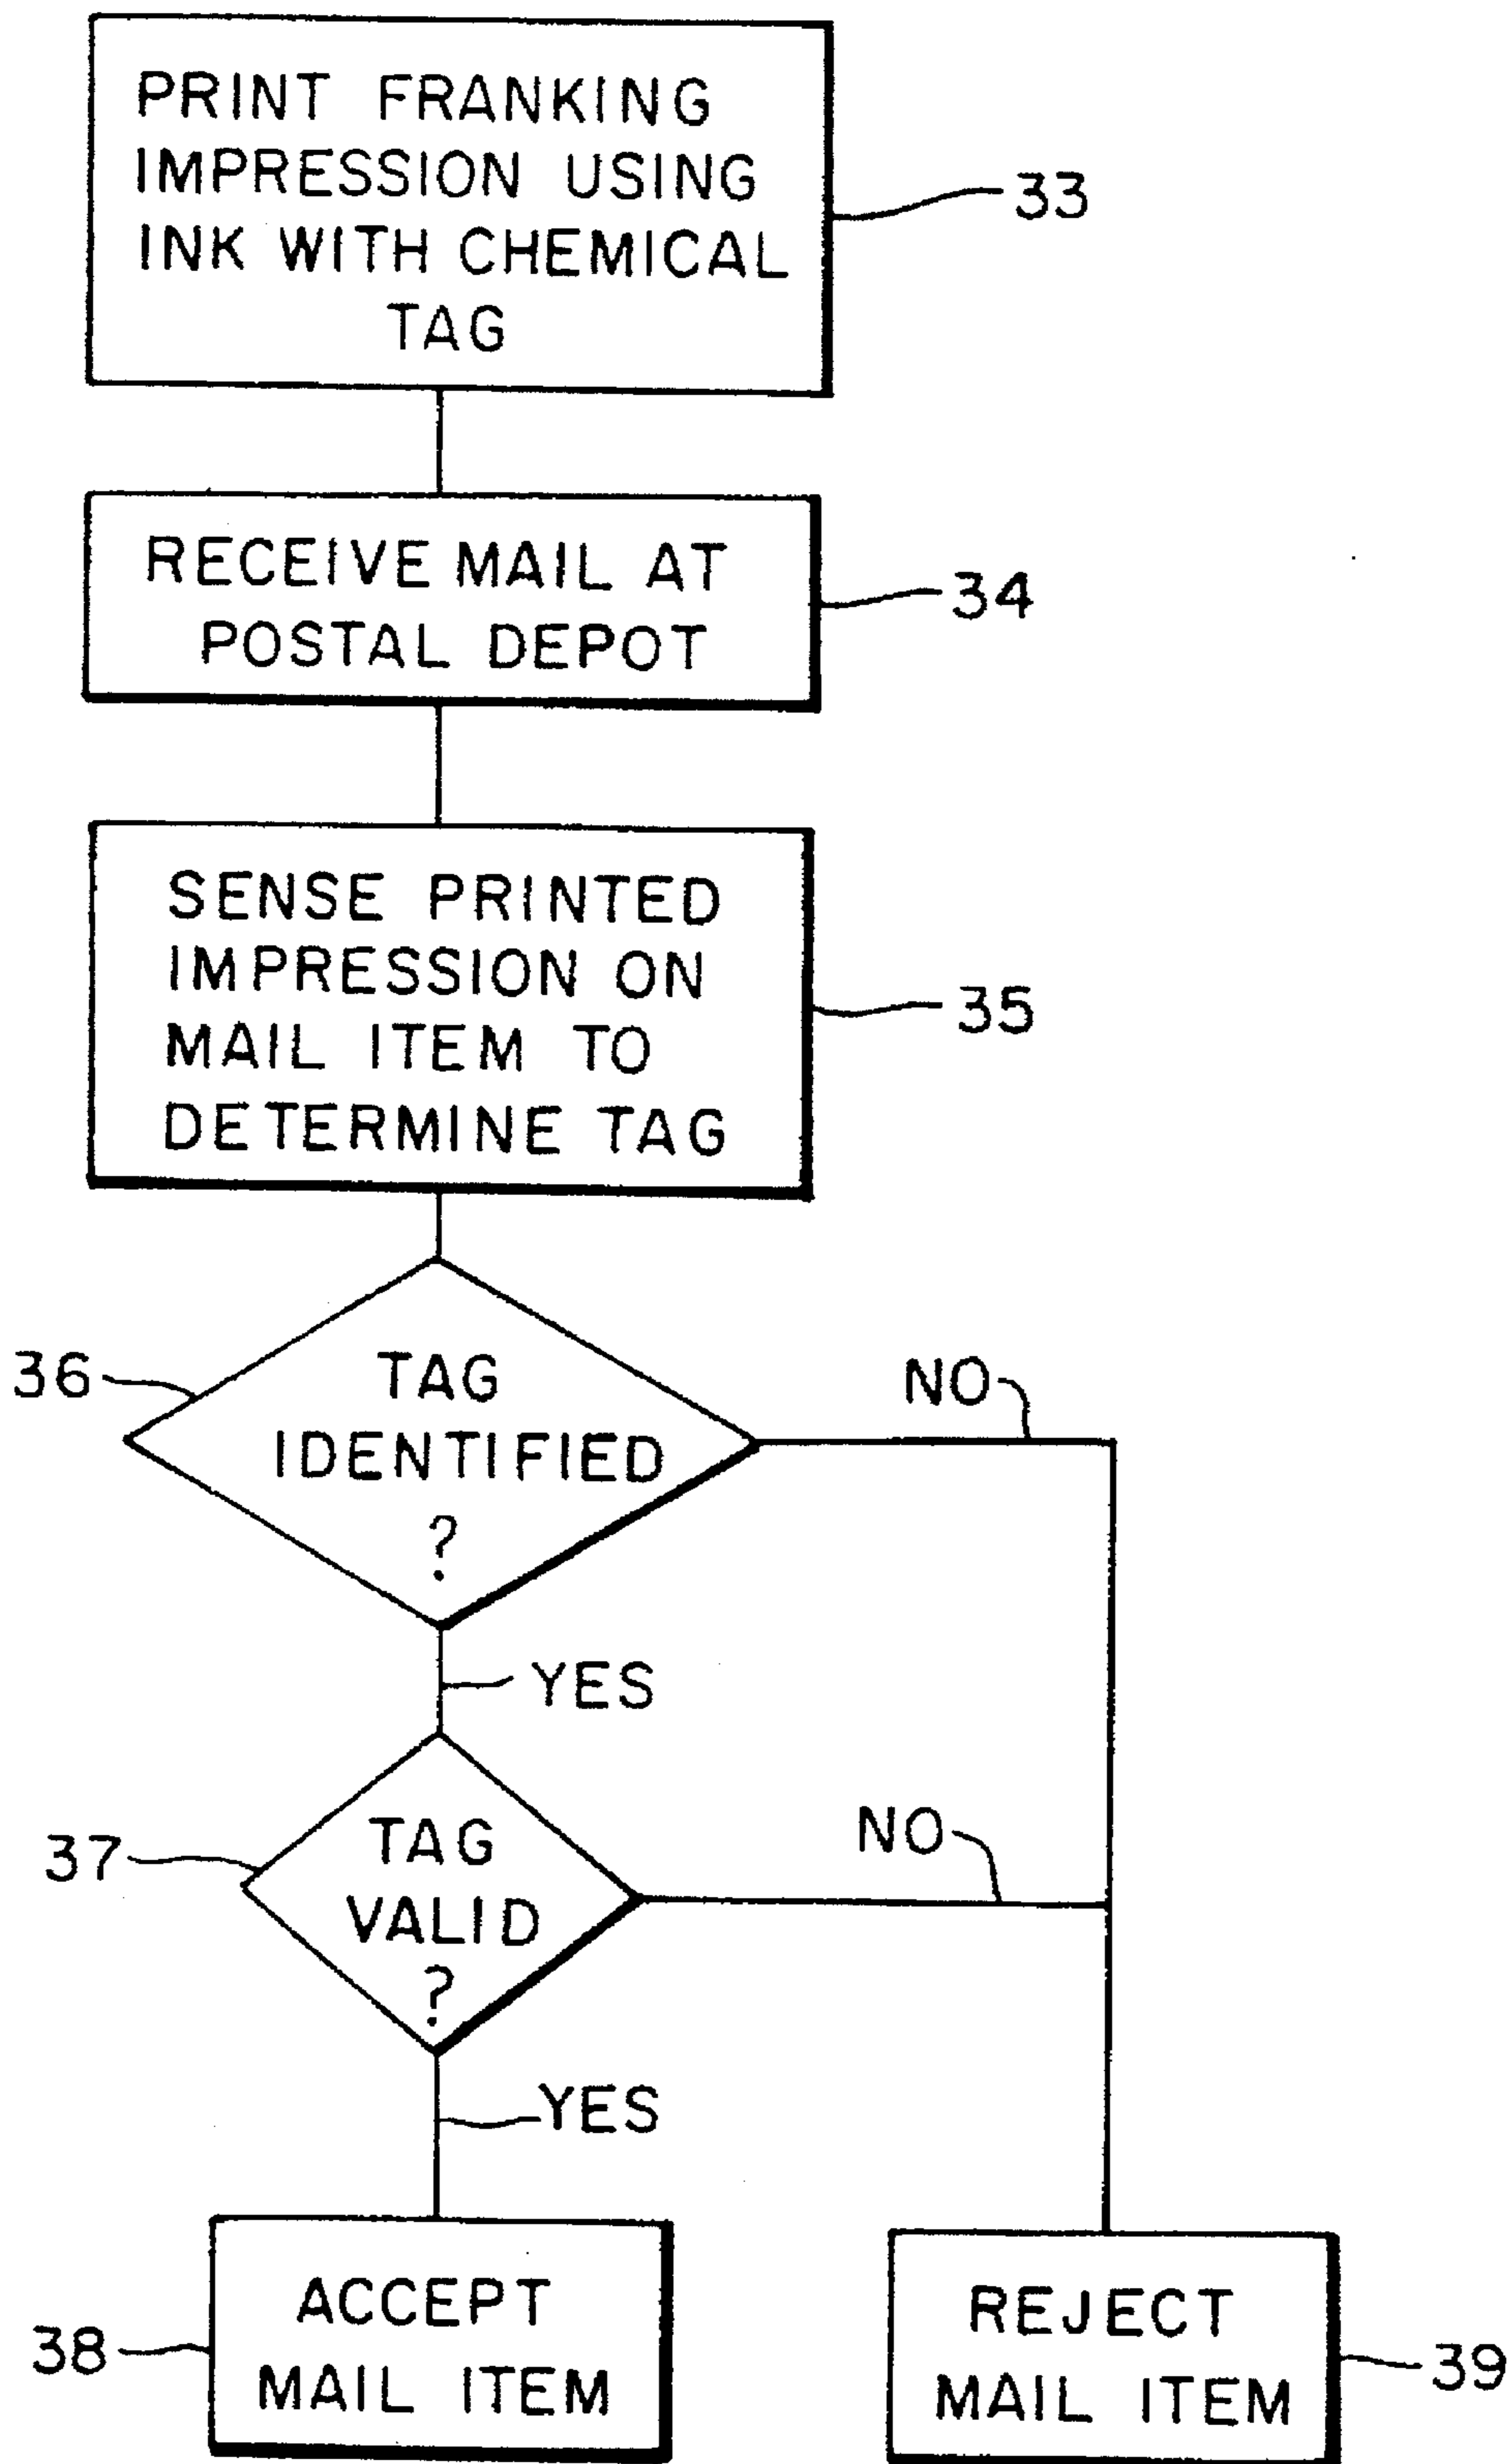 PRINT FRANKING
IMPRESSION USING
INK WITH CHEMICAL
TAG
33
RECEIVE MAIL AT
POSTAL DEPOT
34
SENSE PRINTED
IMPRESSION ON
MAIL ITEM TO
DETERMINE TAG
35
36
TAG
IDENTIFIED
?
NO
YES
37
TAG
VALID
?
NO
YES
38
ACCEPT
MAIL ITEM
REJECT
MAIL ITEM
39